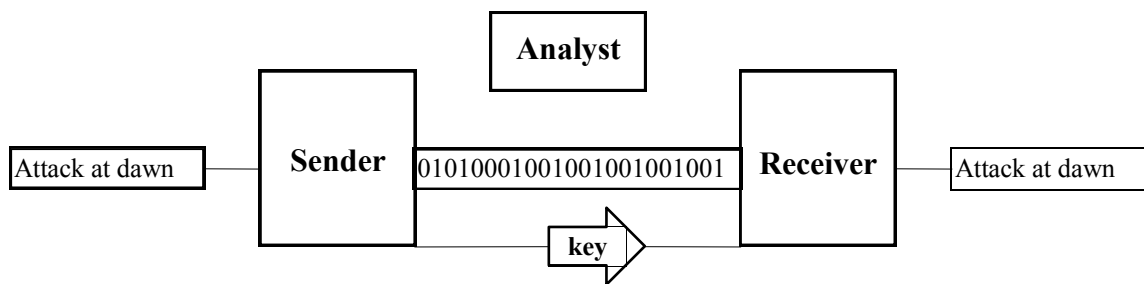 Analyst
Attack at dawn
Sender
01010001001001001001001
Receiver
Attack at dawn
key